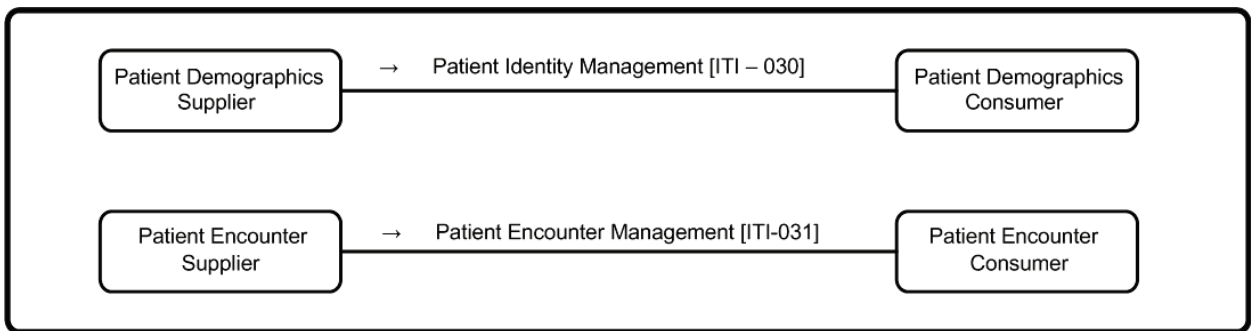 Patient Demographics
Supplier
→ Patient Identity Management [ITI – 030]
Patient Demographics
Consumer
Patient Encounter
Supplier
→ Patient Encounter Management [ITI-031]
Patient Encounter
Consumer